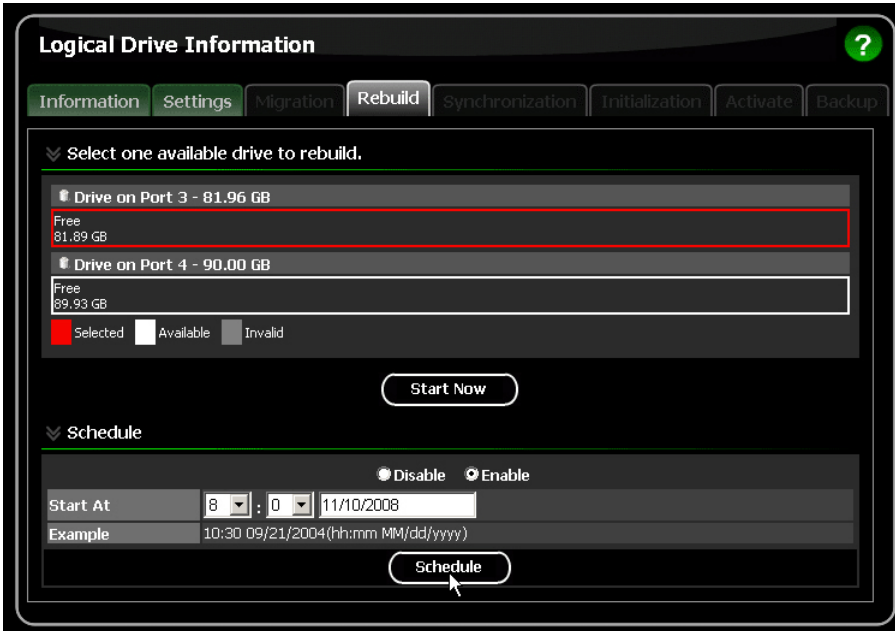 Logical Drive Information
?
Information Settings Migration Rebuild Synchronization Initialization Activate Backup
Select one available drive to rebuild.
Drive on Port 3 - 81.96 GB
Free
81.89 GB
Drive on Port 4 - 90.00 GB
Free
89.93 GB
Selected Available Invalid
Start Now
Schedule
Disable Enable
Start At 8 : 0 11/10/2008
Example 10:30 09/21/2004(hh:mm MM/dd/yyyy)
Schedule